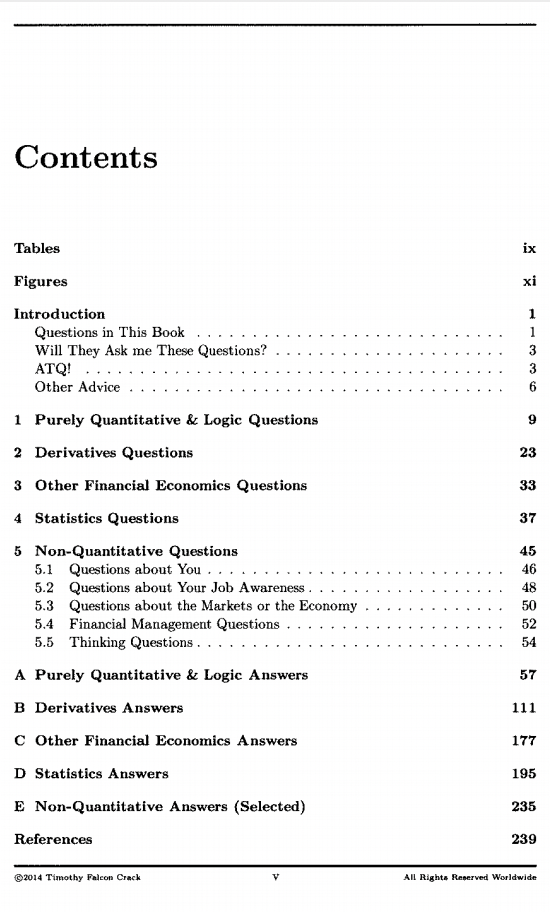 Contents
Tables ix
Figures xi
Introduction 1
Questions in This Book . . . . . . . . . . . . . . . . . . . . . . . . . . . . 1
Will They Ask me These Questions? . . . . . . . . . . . . . . . . . . . . . 3
ATQ! . . . . . . . . . . . . . . . . . . . . . . . . . . . . . . . . . . . . . . 3
Other Advice . . . . . . . . . . . . . . . . . . . . . . . . . . . . . . . . . . 6
1 Purely Quantitative & Logic Questions 9
2 Derivatives Questions 23
3 Other Financial Economics Questions 33
4 Statistics Questions 37
5 Non-Quantitative Questions 45
5.1 Questions about You . . . . . . . . . . . . . . . . . . . . . . . . . . . 46
5.2 Questions about Your Job Awareness . . . . . . . . . . . . . . . . . . 48
5.3 Questions about the Markets or the Economy . . . . . . . . . . . . . 50
5.4 Financial Management Questions . . . . . . . . . . . . . . . . . . . . 52
5.5 Thinking Questions . . . . . . . . . . . . . . . . . . . . . . . . . . . . 54
A Purely Quantitative & Logic Answers 57
B Derivatives Answers 111
C Other Financial Economics Answers 177
D Statistics Answers 195
E Non-Quantitative Answers (Selected) 235
References 239
©2014 Timothy Falcon Crack V All Rights Reserved Worldwide